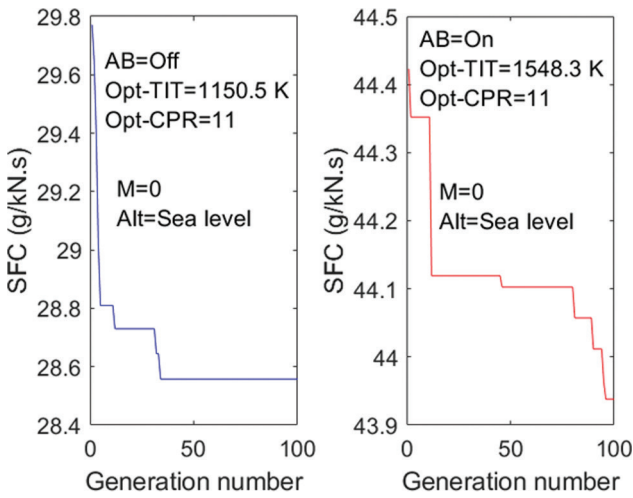 29.8
29.6
29.4
29.2
29
28.8
28.6
28.4
SFC (g/kN.s)
AB=Off
Opt-TIT=1150.5 K
Opt-CPR=11
M=0
Alt=Sea level
0
50
100
Generation number
44.5
44.4
44.3
44.2
44.1
44
43.9
SFC (g/kN.s)
AB=On
Opt-TIT=1548.3 K
Opt-CPR=11
M=0
Alt=Sea level
0
50
100
Generation number